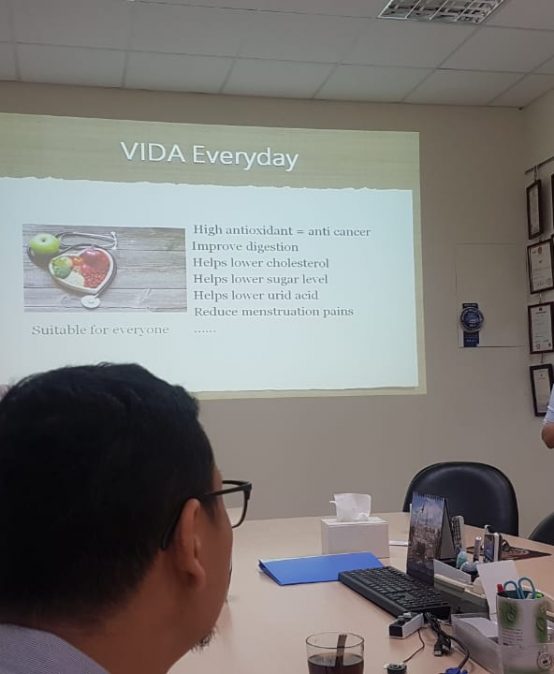 VIDA Everyday
High antioxidant = anti cancer
Improve digestion
Helps lower cholesterol
Helps lower sugar level
Helps lower urid acid
Reduce menstruation pains
......
Suitable for everyone